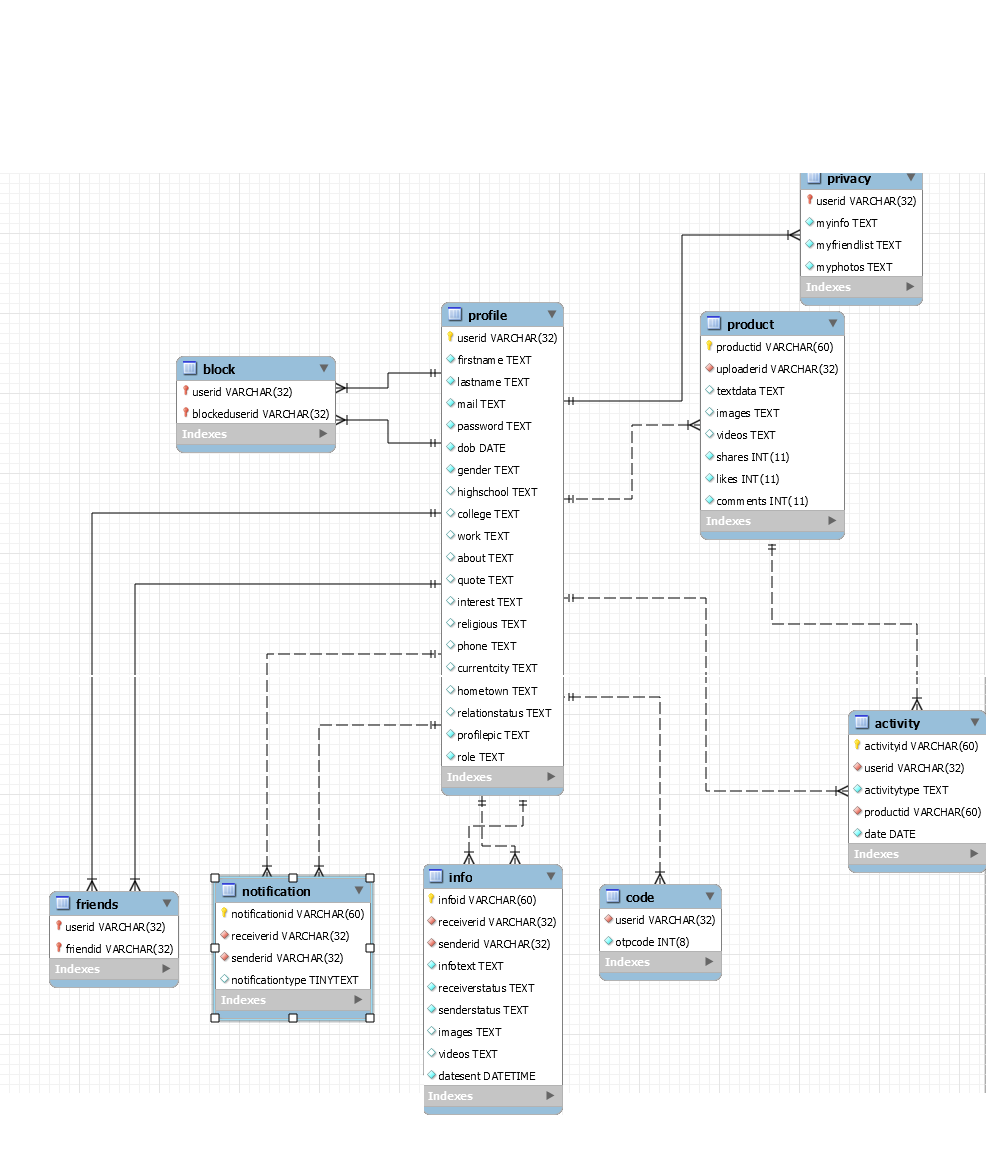 privacy
userid VARCHAR(32)
myinfo TEXT
myfriendlist TEXT
myphotos TEXT
Indexes
profile
userid VARCHAR(32)
firstname TEXT
lastname TEXT
mail TEXT
password TEXT
dob DATE
gender TEXT
highschool TEXT
college TEXT
work TEXT
about TEXT
quote TEXT
interest TEXT
religious TEXT
phone TEXT
currentcity TEXT
hometown TEXT
relationstatus TEXT
profilepic TEXT
role TEXT
Indexes
product
productid VARCHAR(60)
uploaderid VARCHAR(32)
textdata TEXT
images TEXT
videos TEXT
shares INT(11)
likes INT(11)
comments INT(11)
Indexes
block
userid VARCHAR(32)
blockeduserid VARCHAR(32)
Indexes
activity
activityid VARCHAR(60)
userid VARCHAR(32)
activitytype TEXT
productid VARCHAR(60)
date DATE
Indexes
friends
userid VARCHAR(32)
friendid VARCHAR(32)
Indexes
notification
notificationid VARCHAR(60)
receiverid VARCHAR(32)
senderid VARCHAR(32)
notificationtype TINYTEXT
Indexes
info
infoid VARCHAR(60)
receiverid VARCHAR(32)
senderid VARCHAR(32)
infotext TEXT
receiverstatus TEXT
senderstatus TEXT
images TEXT
videos TEXT
datesent DATETIME
Indexes
code
userid VARCHAR(32)
otpcode INT(8)
Indexes